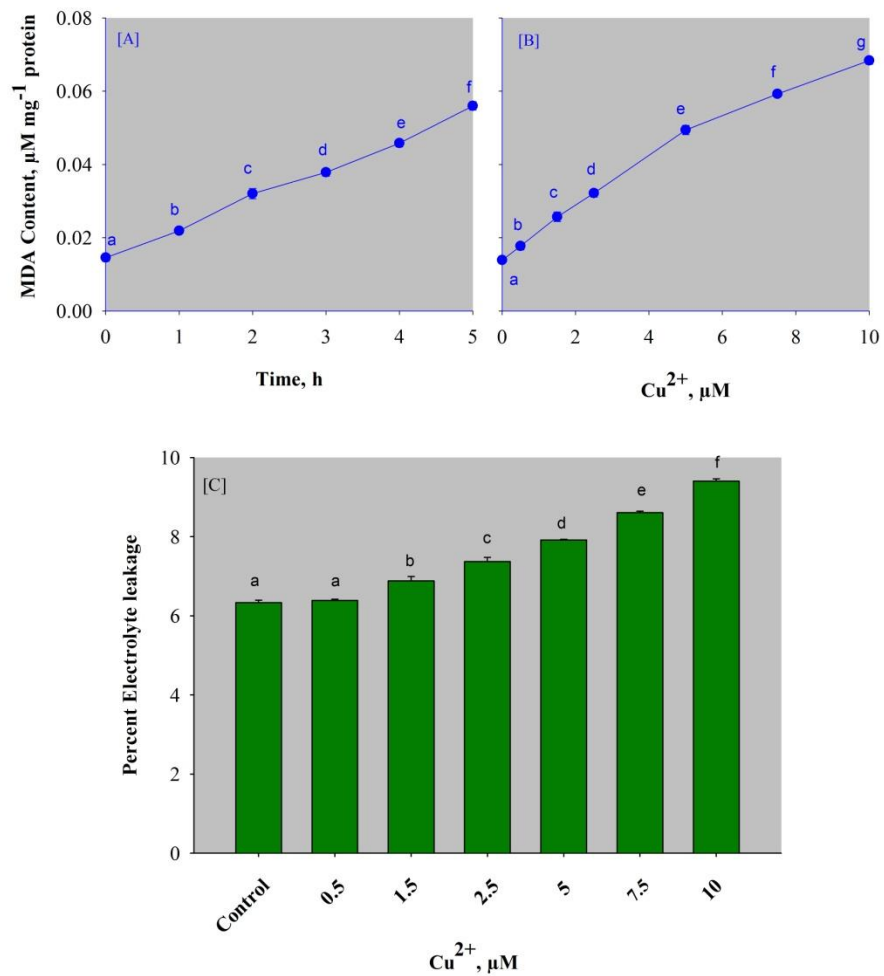 MDA Content, μM mg⁻¹ protein
0.08
0.06
0.04
0.02
0.00
[A]
a
b
c
d
e
f
0 1 2 3 4 5
Time, h
[B]
a
b
c
d
e
f
g
0 2 4 6 8 10
Cu²⁺, μM
Percent Electrolyte leakage
10
8
6
4
2
0
[C]
a a b c d e f
Control 0.5 1.5 2.5 5 7.5 10
Cu²⁺, μM